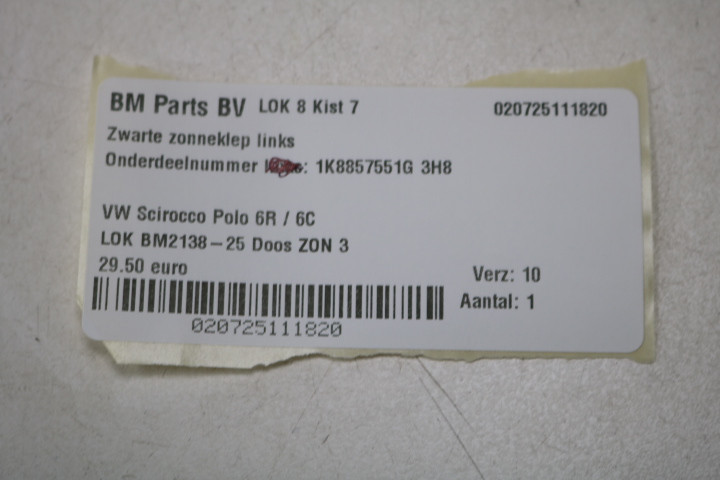 BM Parts BV LOK 8 Kist 7 020725111820
Zwarte zonneklep links
Onderdeelnummer : 1K8857551G 3H8
VW Scirocco Polo 6R / 6C
LOK BM2138-25 Doos ZON 3
29.50 euro Verz: 10
Aantal: 1
020725111820